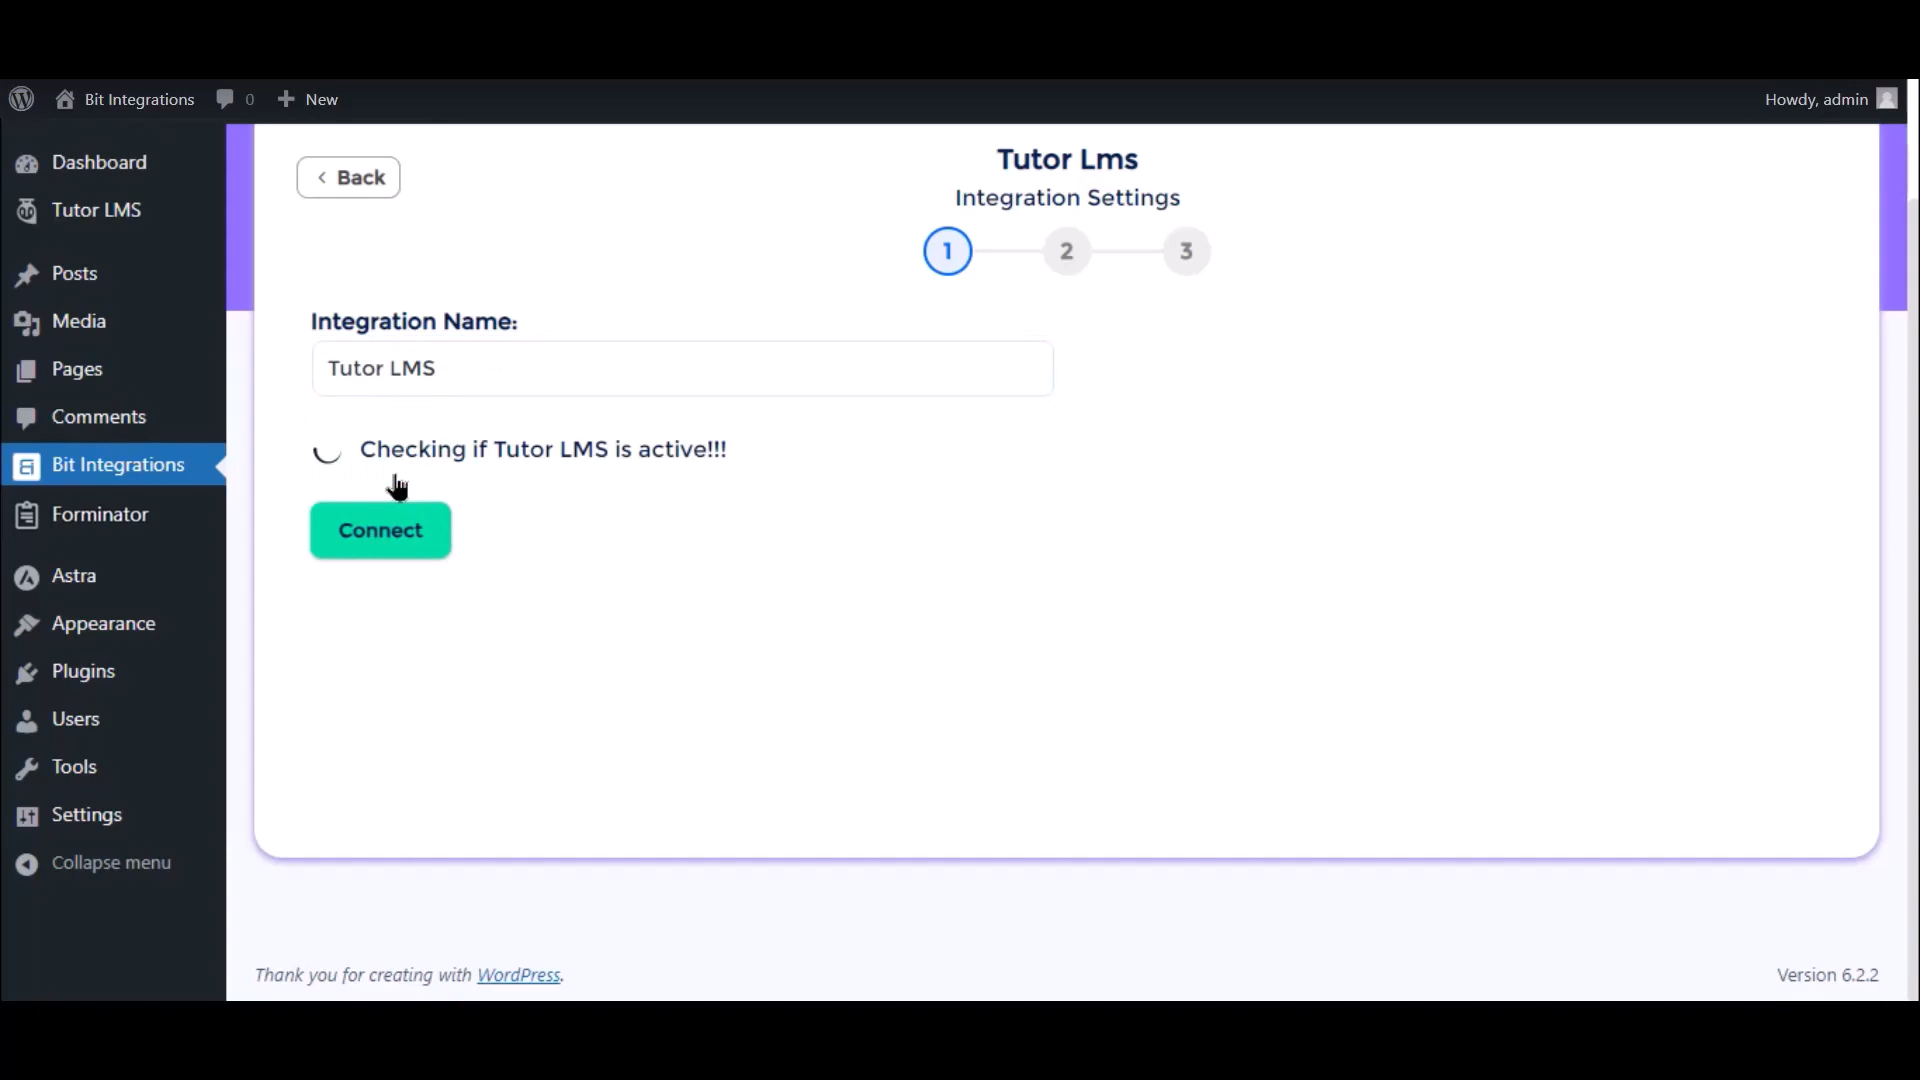 Bit Integrations 0 New Howdy, admin
Dashboard
Tutor LMS
Posts
Media
Pages
Comments
Bit Integrations
Forminator
Astra
Appearance
Plugins
Users
Tools
Settings
Collapse menu
Back
Tutor Lms
Integration Settings
1 2 3
Integration Name:
Tutor LMS
Checking if Tutor LMS is active!!!
Connect
Thank you for creating with WordPress. Version 6.2.2